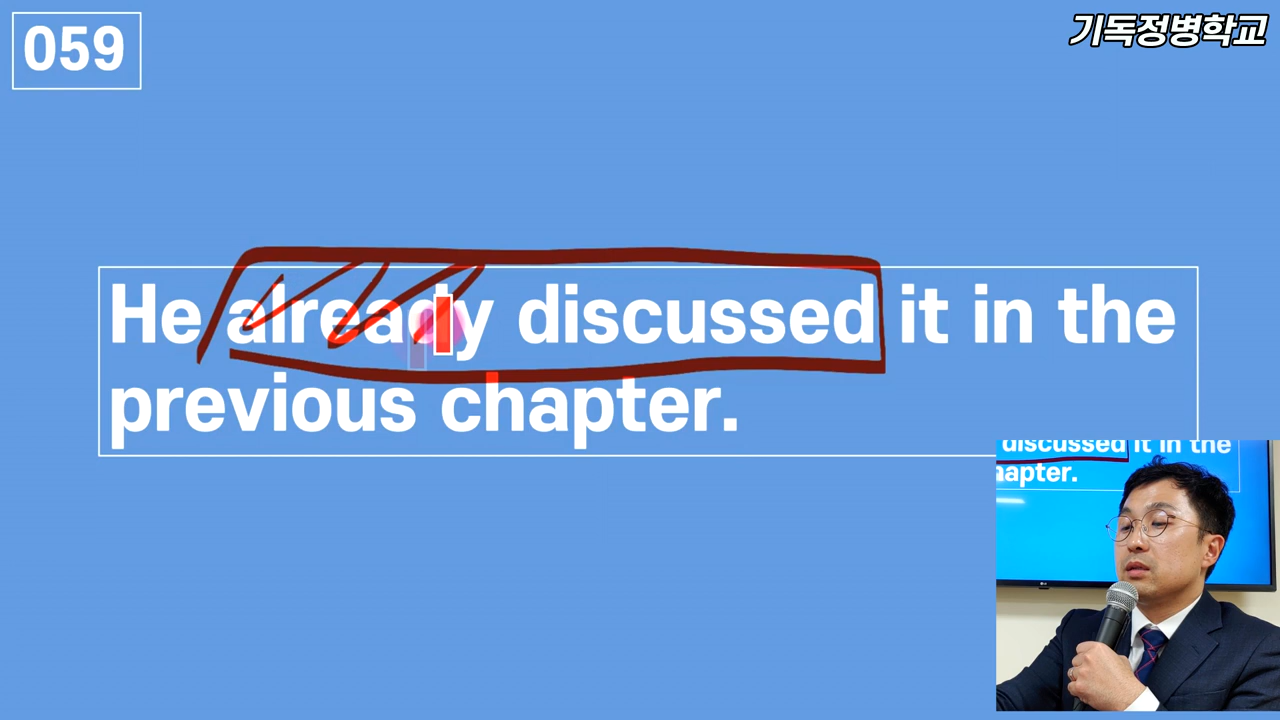 059
기독정병학교
He already discussed it in the
previous chapter.
discussed it in the
hapter.
LG